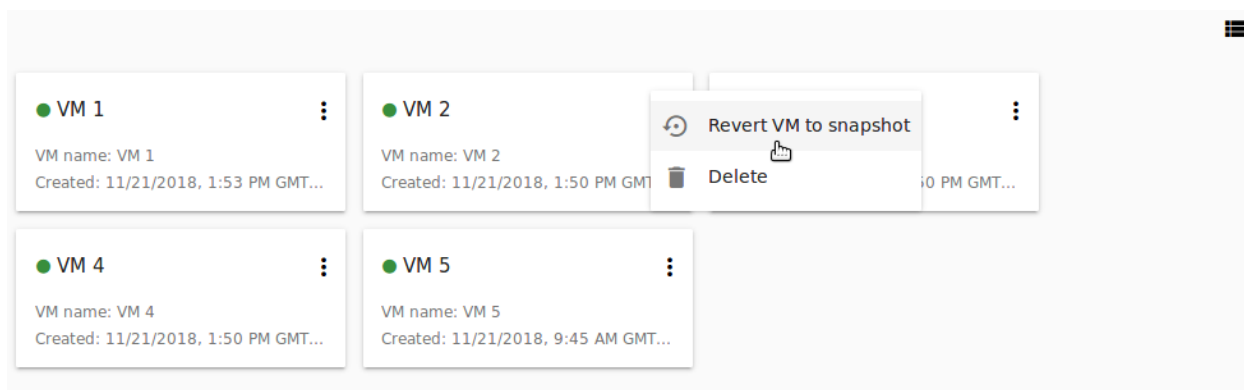 VM 1
VM name: VM 1
Created: 11/21/2018, 1:53 PM GMT...
VM 2
VM name: VM 2
Created: 11/21/2018, 1:50 PM GMT
Revert VM to snapshot
Delete
0 PM GMT...
VM 4
VM name: VM 4
Created: 11/21/2018, 1:50 PM GMT...
VM 5
VM name: VM 5
Created: 11/21/2018, 9:45 AM GMT...